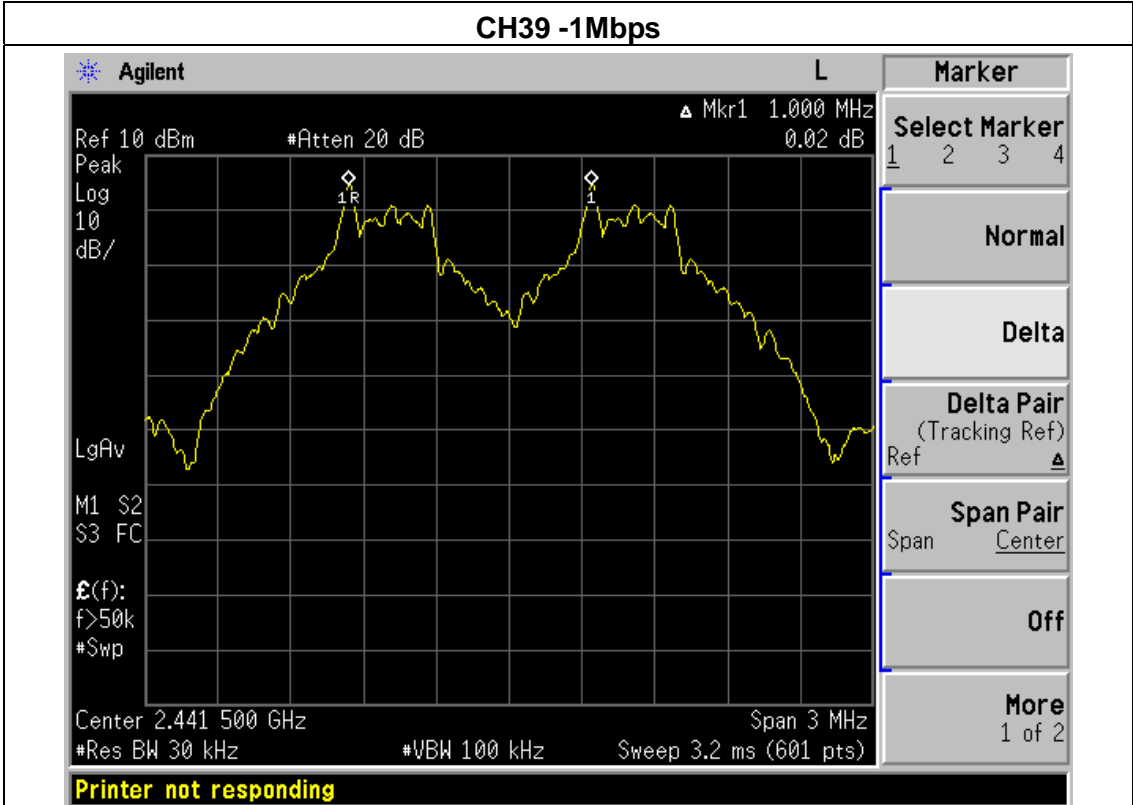 CH39 -1Mbps
Agilent L Marker
▵ Mkr1 1.000 MHz
Ref 10 dBm #Atten 20 dB 0.02 dB
Peak
Log
10
dB/
1R
1
LgAv
M1 S2
S3 FC
£(f):
f>50k
#Swp
Center 2.441 500 GHz Span 3 MHz
#Res BW 30 kHz #VBW 100 kHz Sweep 3.2 ms (601 pts)
Printer not responding
Select Marker
1 2 3 4
Normal
Delta
Delta Pair
(Tracking Ref)
Ref ▵
Span Pair
Span Center
Off
More
1 of 2